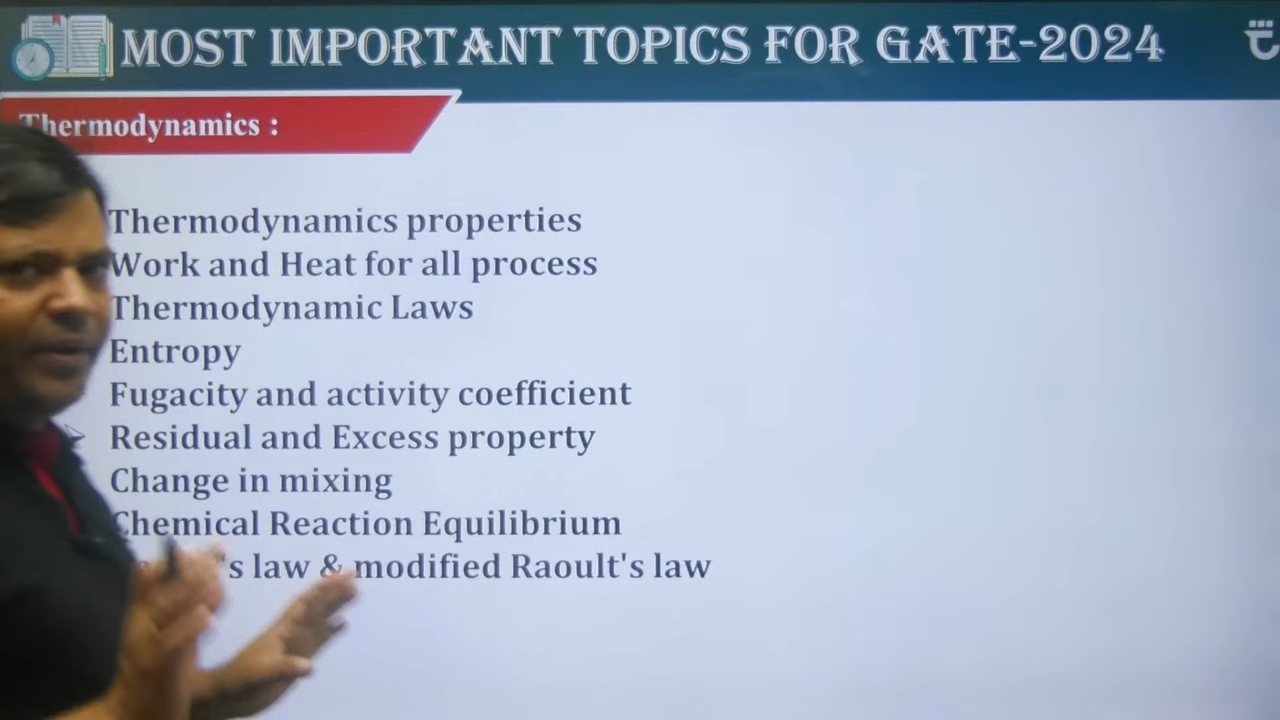 MOST IMPORTANT TOPICS FOR GATE-2024
Thermodynamics :
Thermodynamics properties
Work and Heat for all process
Thermodynamic Laws
Entropy
Fugacity and activity coefficient
Residual and Excess property
Change in mixing
Chemical Reaction Equilibrium
's law & modified Raoult's law